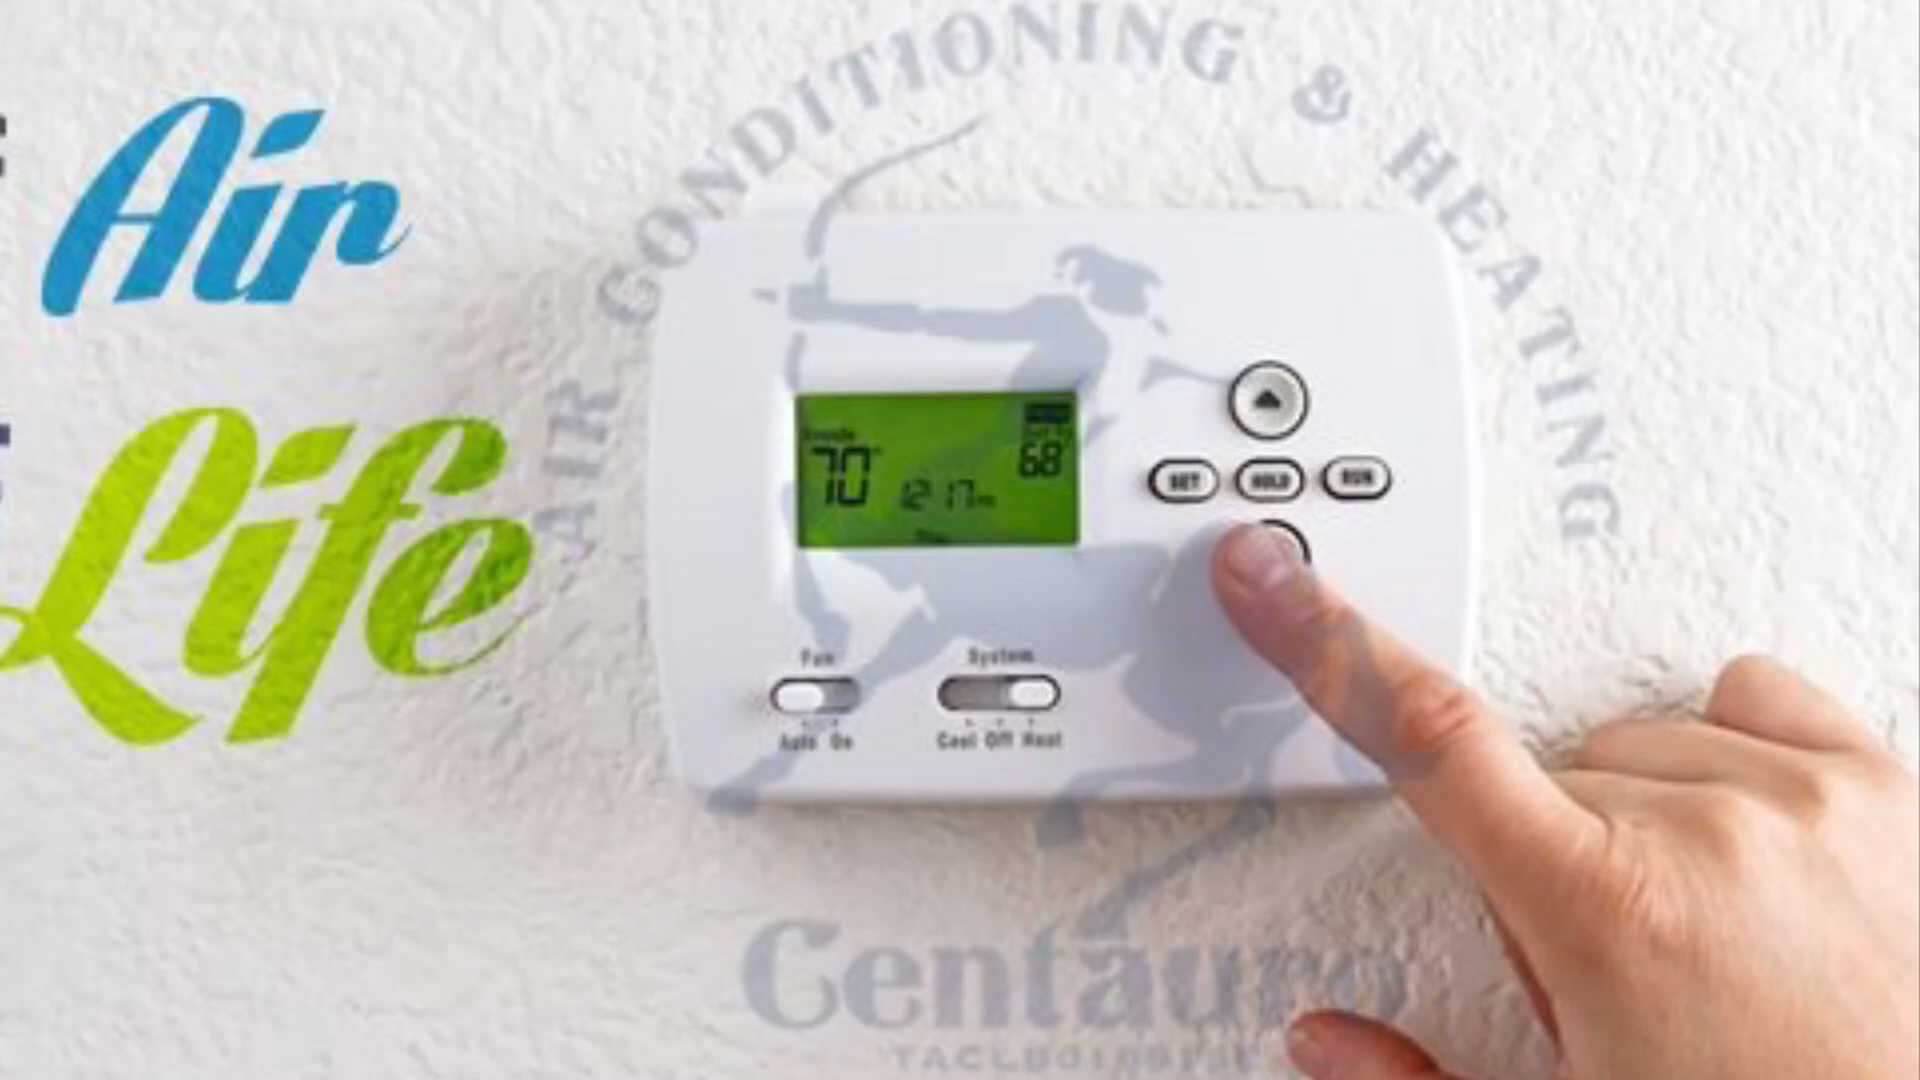 AIR CONDITIONING & HEATING
Air
Life
70°
12:17 PM
68
SET HOLD RUN
Fan
System
Auto On
Cool Off Heat
Centauro